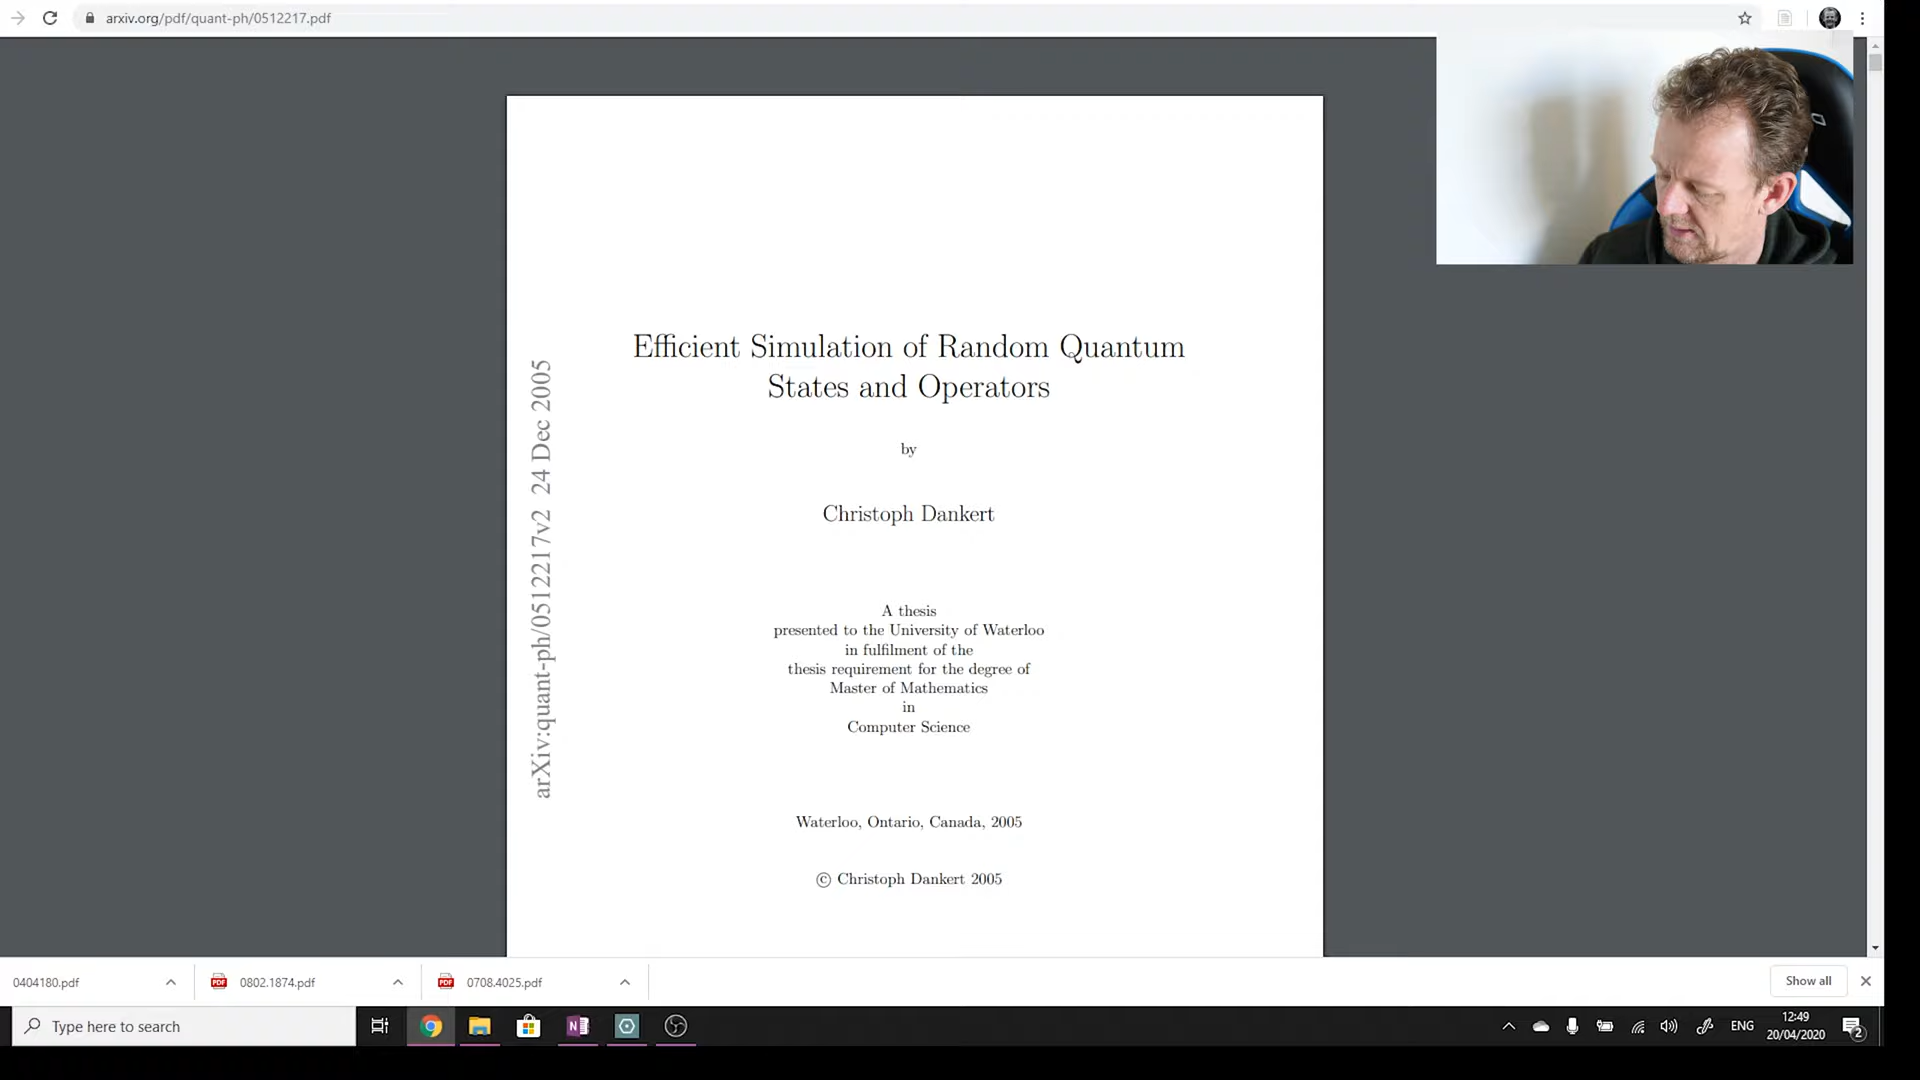 arxiv.org/pdf/quant-ph/0512217.pdf
Efficient Simulation of Random Quantum
States and Operators
by
Christoph Dankert
A thesis
presented to the University of Waterloo
in fulfilment of the
thesis requirement for the degree of
Master of Mathematics
in
Computer Science
Waterloo, Ontario, Canada, 2005
© Christoph Dankert 2005
arXiv:quant-ph/0512217v2 24 Dec 2005
0404180.pdf
PDF 0802.1874.pdf
PDF 0708.4025.pdf
Show all
Type here to search
N
ENG
12:49
20/04/2020
2